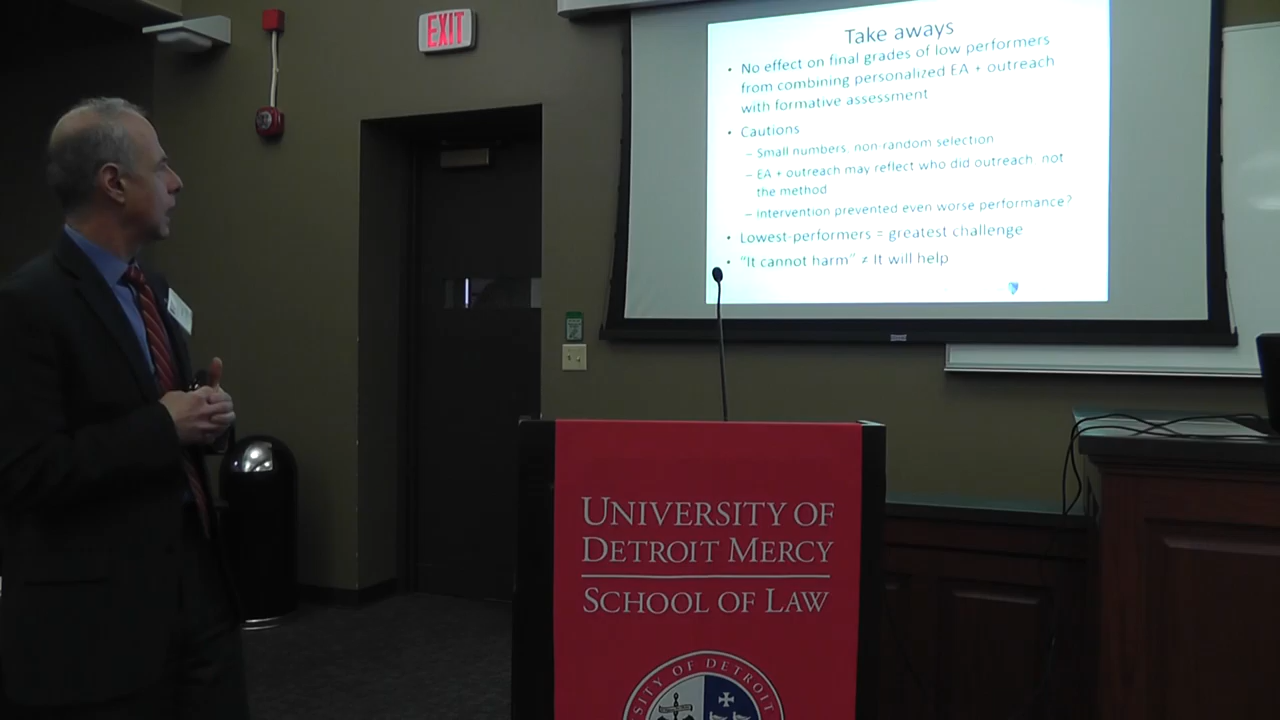 EXIT
Take aways
• No effect on final grades of low performers
from combining personalized EA + outreach
with formative assessment
• Cautions
– Small numbers, non random selection
– EA + outreach may reflect who did outreach, not
the method
– Intervention prevented even worse performance?
• Lowest-performers = greatest challenge
• "It cannot harm" ≠ It will help
UNIVERSITY OF
DETROIT MERCY
SCHOOL OF LAW
SITY OF DETROIT